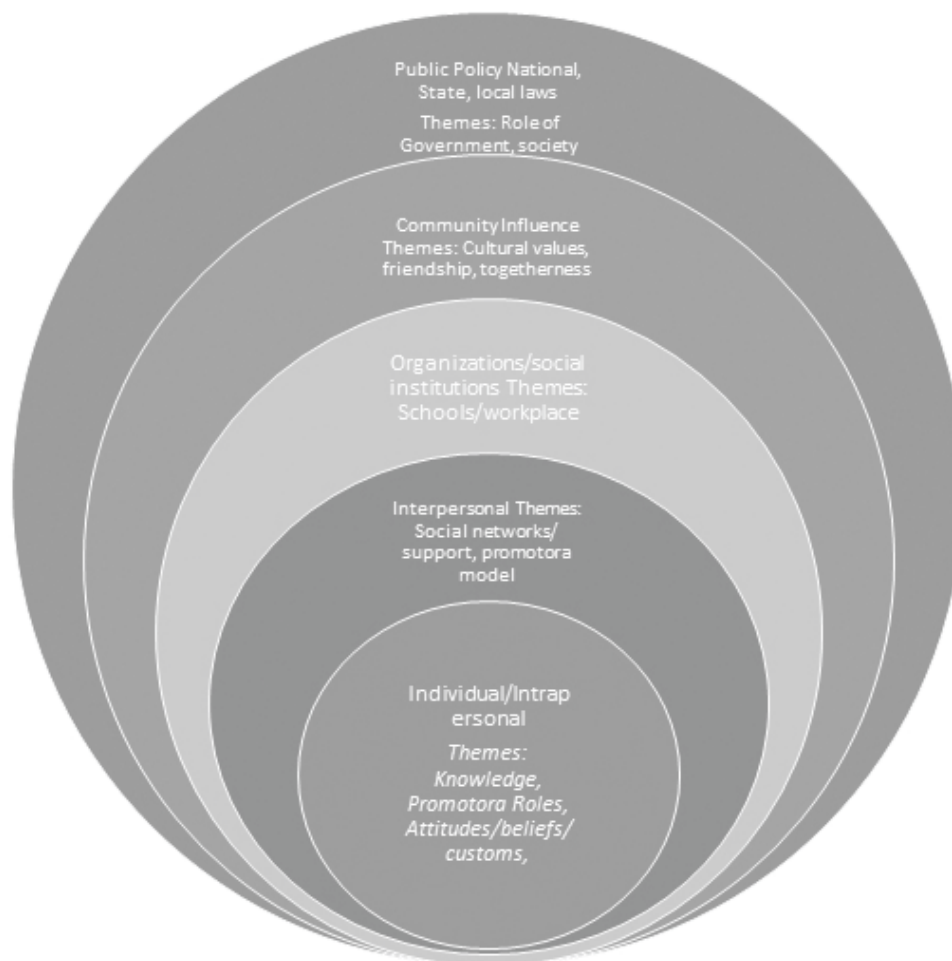 Public Policy National,
State, local laws
Themes: Role of
Government, society
Community Influence
Themes: Cultural values,
friendship, togetherness
Organizations/social
institutions Themes:
Schools/workplace
Interpersonal Themes:
Social networks/
support, promotora
model
Individual/Intrap
ersonal
Themes:
Knowledge,
Promotora Roles,
Attitudes/beliefs/
customs,